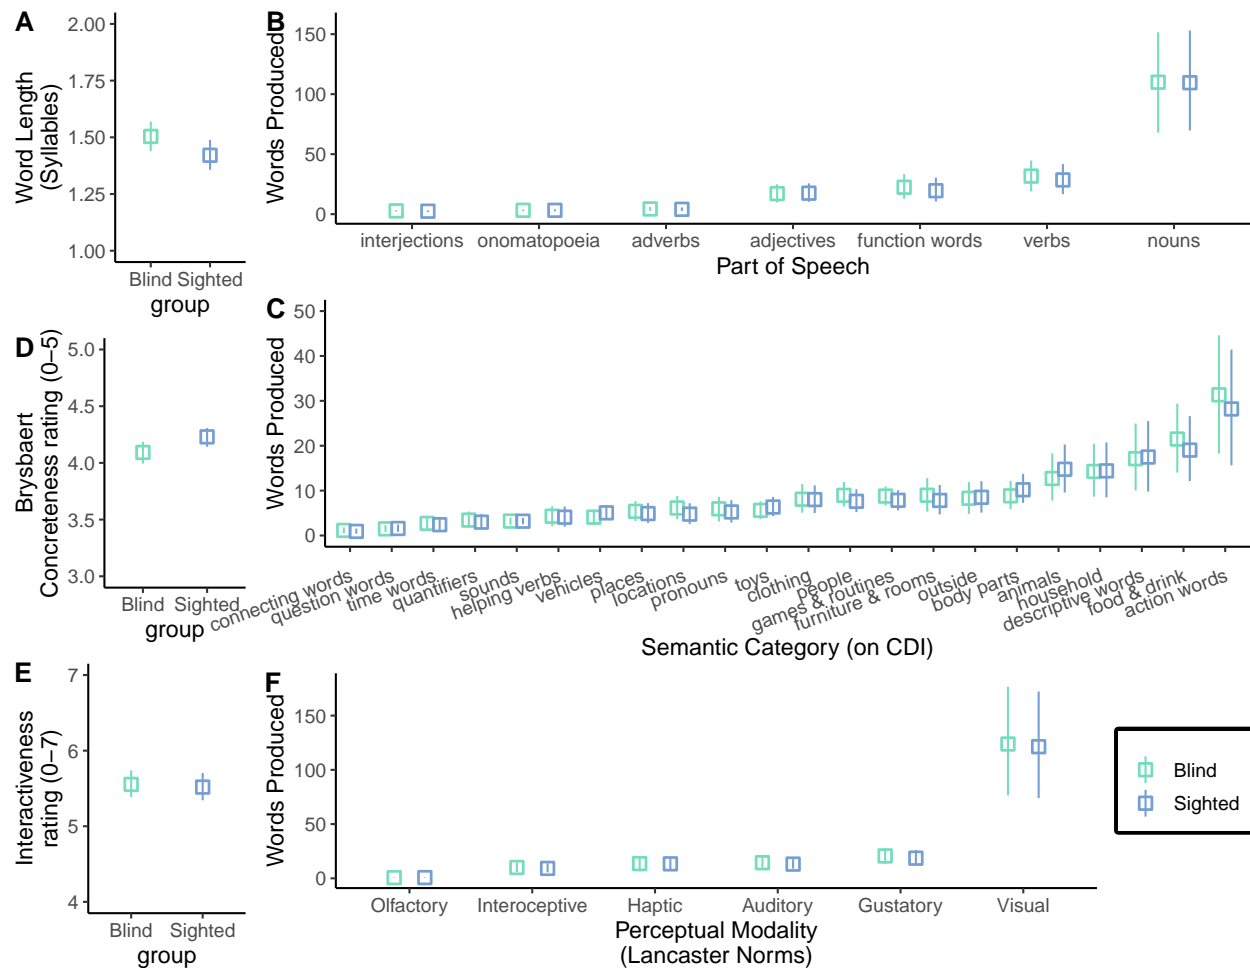 A
Word Length
(Syllables)
2.00
1.75
1.50
1.25
1.00
Blind Sighted
group
B
Words Produced
150
100
50
0
interjections onomatopoeia adverbs adjectives function words verbs nouns
Part of Speech
D
Brysbaert
Concreteness rating (0–5)
5.0
4.5
4.0
3.5
3.0
Blind Sighted
group
C
Words Produced
50
40
30
20
10
0
connecting words
question words
time words
quantifiers
sounds
helping verbs
vehicles
places
locations
pronouns
toys
clothing
people
games & routines
furniture & rooms
outside
body parts
animals
household
descriptive words
food & drink
action words
Semantic Category (on CDI)
E
Interactiveness
rating (0–7)
7
6
5
4
Blind Sighted
group
F
Words Produced
150
100
50
0
Olfactory Interoceptive Haptic Auditory Gustatory Visual
Perceptual Modality
(Lancaster Norms)
Blind
Sighted